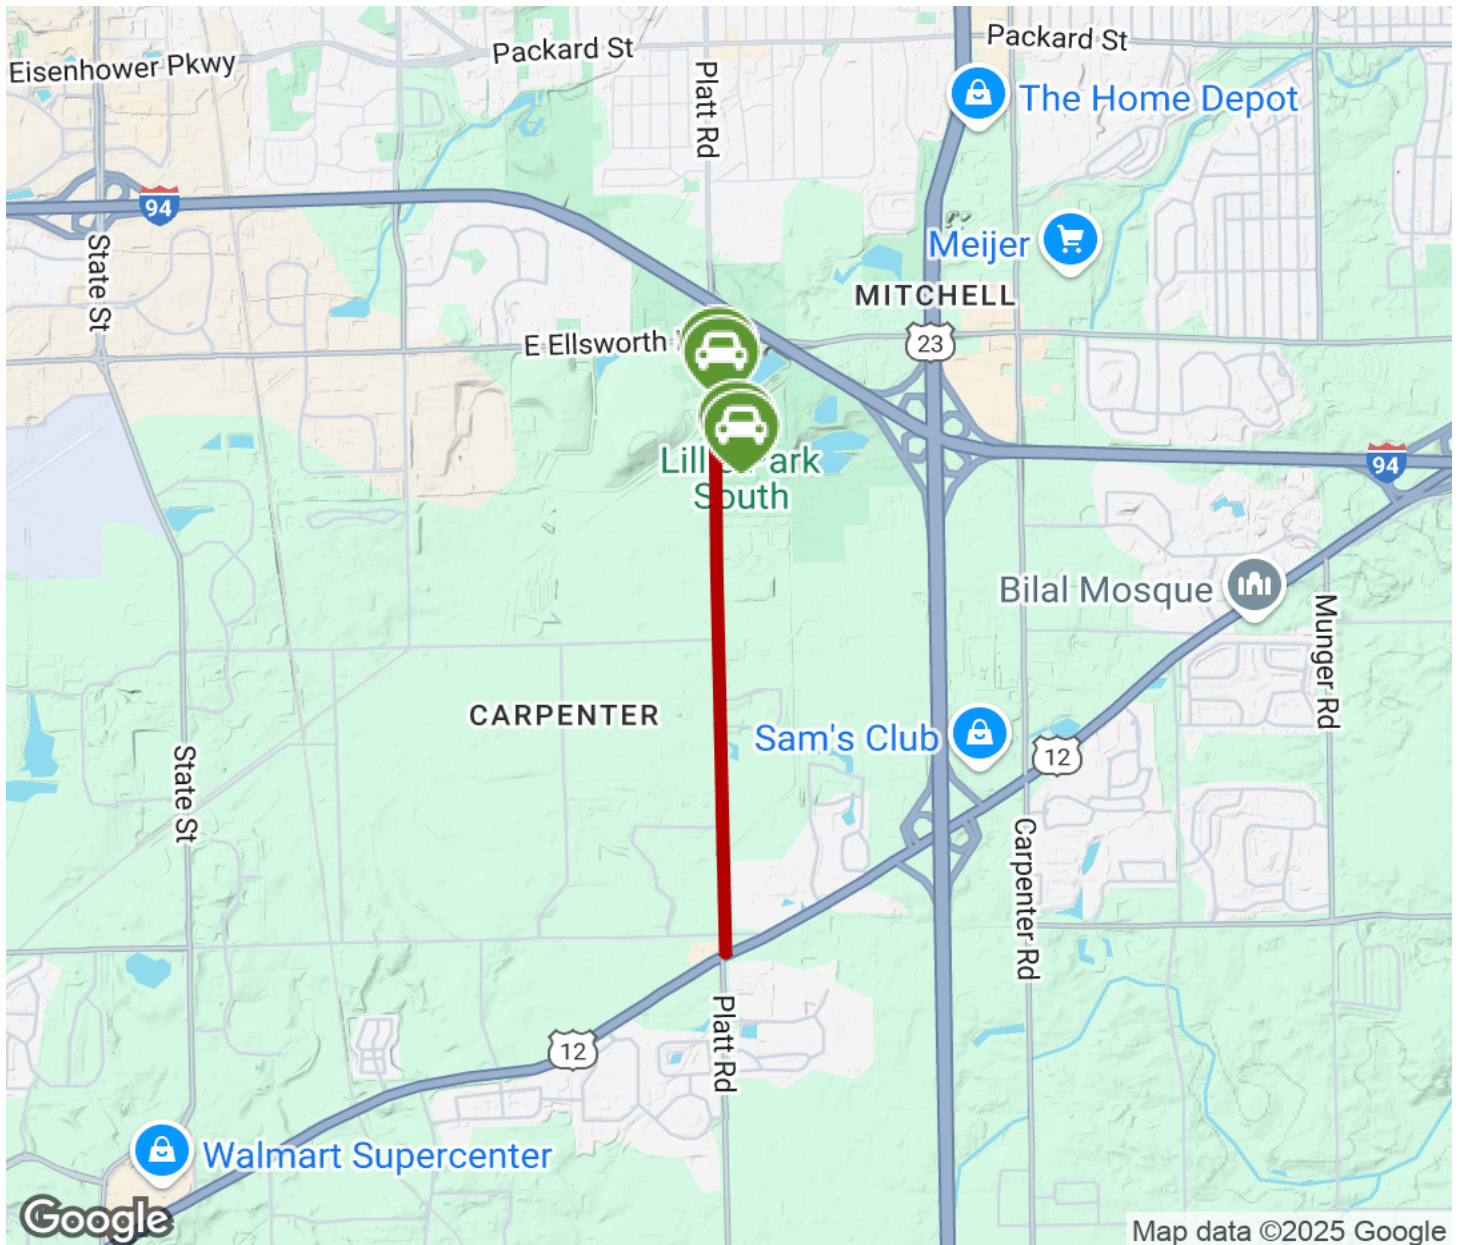 Eisenhower Pkwy
Packard St
Packard St
Platt Rd
The Home Depot
94
State St
Meijer
MITCHELL
E Ellsworth
23
Lill
ark
South
94
Bilal Mosque
Munger Rd
CARPENTER
Sam's Club
12
State St
Carpenter Rd
Platt Rd
12
Walmart Supercenter
Google
Map data ©2025 Google